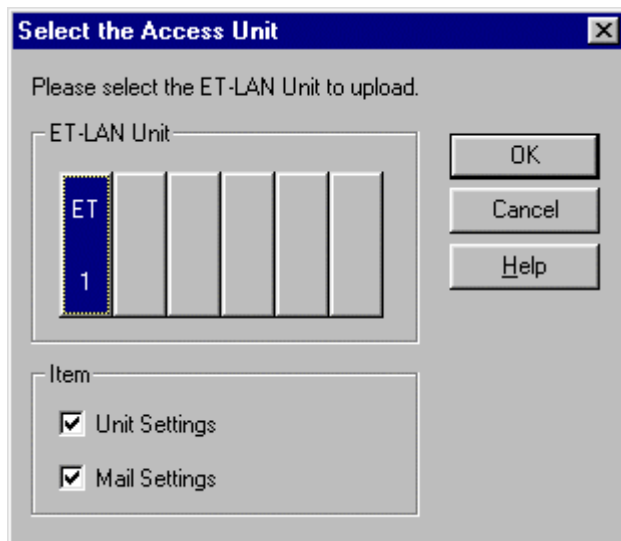 Select the Access Unit
Please select the ET-LAN Unit to upload.
ET-LAN Unit
ET
1
OK
Cancel
Help
Item
Unit Settings
Mail Settings